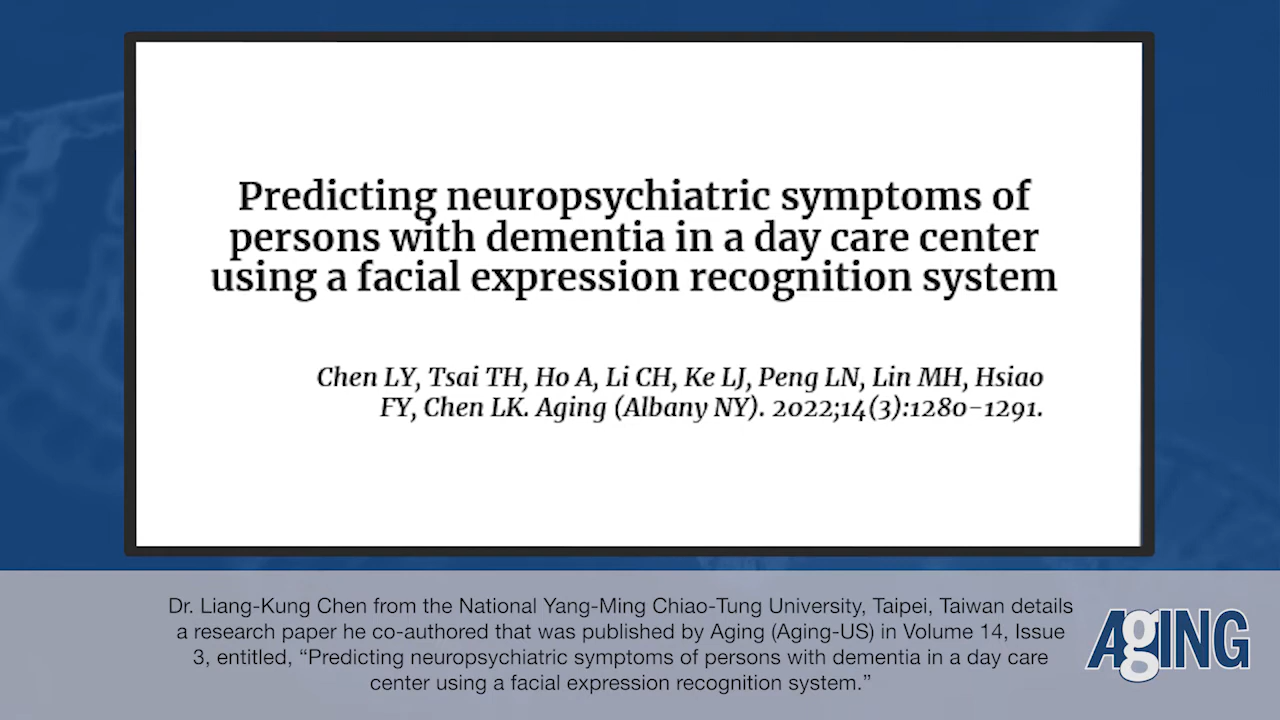 Predicting neuropsychiatric symptoms of
persons with dementia in a day care center
using a facial expression recognition system
Chen LY, Tsai TH, Ho A, Li CH, Ke LJ, Peng LN, Lin MH, Hsiao
FY, Chen LK. Aging (Albany NY). 2022;14(3):1280-1291.
Dr. Liang-Kung Chen from the National Yang-Ming Chiao-Tung University, Taipei, Taiwan details
a research paper he co-authored that was published by Aging (Aging-US) in Volume 14, Issue
3, entitled, “Predicting neuropsychiatric symptoms of persons with dementia in a day care
center using a facial expression recognition system.”
AgING